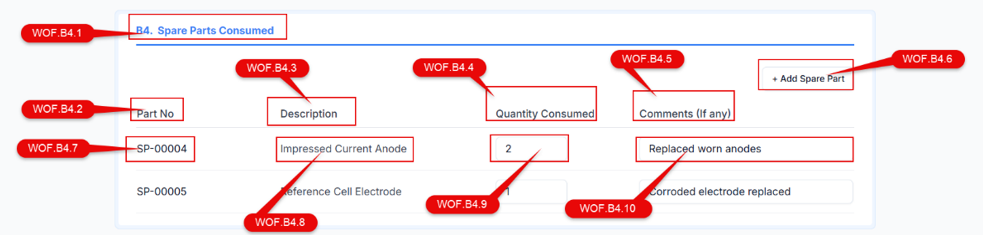 WOF.B4.1
B4. Spare Parts Consumed
WOF.B4.3
WOF.B4.4
WOF.B4.5
WOF.B4.6
+ Add Spare Part
WOF.B4.2
Part No
Description
Quantity Consumed
Comments (If any)
WOF.B4.7
SP-00004
Impressed Current Anode
2
Replaced worn anodes
SP-00005
Reference Cell Electrode
1
Corroded electrode replaced
WOF.B4.8
WOF.B4.9
WOF.B4.10